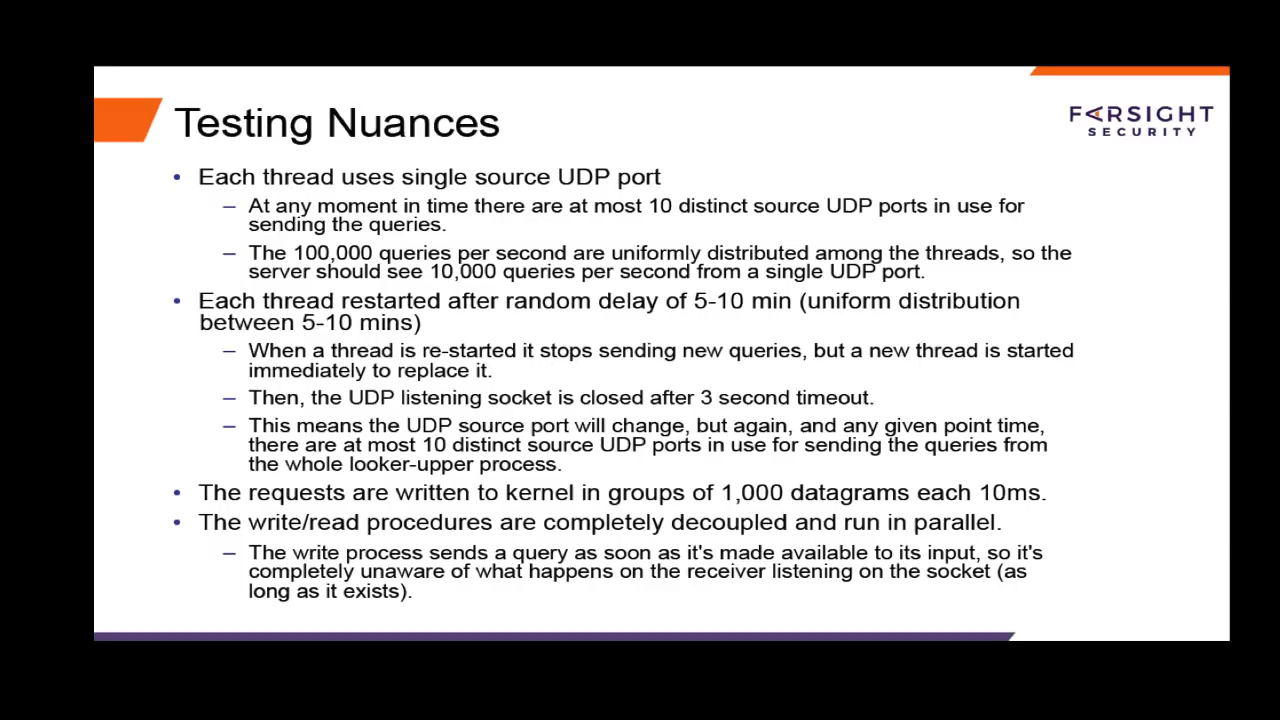 Testing Nuances
FARSIGHT
SECURITY
• Each thread uses single source UDP port
– At any moment in time there are at most 10 distinct source UDP ports in use for
sending the queries.
– The 100,000 queries per second are uniformly distributed among the threads, so the
server should see 10,000 queries per second from a single UDP port.
• Each thread restarted after random delay of 5-10 min (uniform distribution
between 5-10 mins)
– When a thread is re-started it stops sending new queries, but a new thread is started
immediately to replace it.
– Then, the UDP listening socket is closed after 3 second timeout.
– This means the UDP source port will change, but again, and any given point time,
there are at most 10 distinct source UDP ports in use for sending the queries from
the whole looker-upper process.
• The requests are written to kernel in groups of 1,000 datagrams each 10ms.
• The write/read procedures are completely decoupled and run in parallel.
– The write process sends a query as soon as it's made available to its input, so it's
completely unaware of what happens on the receiver listening on the socket (as
long as it exists).